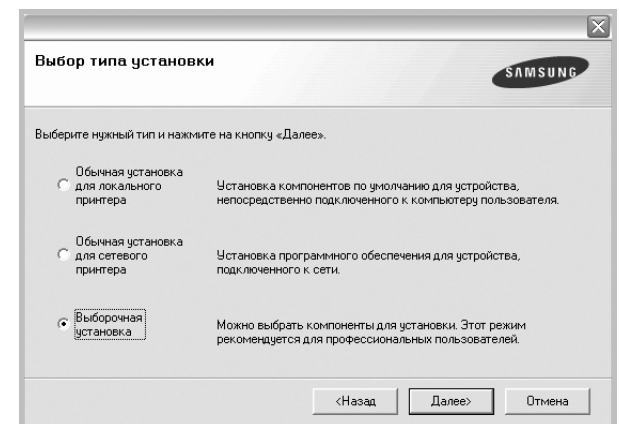 Выбор типа установки
SAMSUNG
Выберите нужный тип и нажмите на кнопку «Далее».
Обычная установка
для локального
принтера
Установка компонентов по умолчанию для устройства,
непосредственно подключенного к компьютеру пользователя.
Обычная установка
для сетевого
принтера
Установка программного обеспечения для устройства,
подключенного к сети.
Выборочная
установка
Можно выбрать компоненты для установки. Этот режим
рекомендуется для профессиональных пользователей.
<Назад
Далее>
Отмена